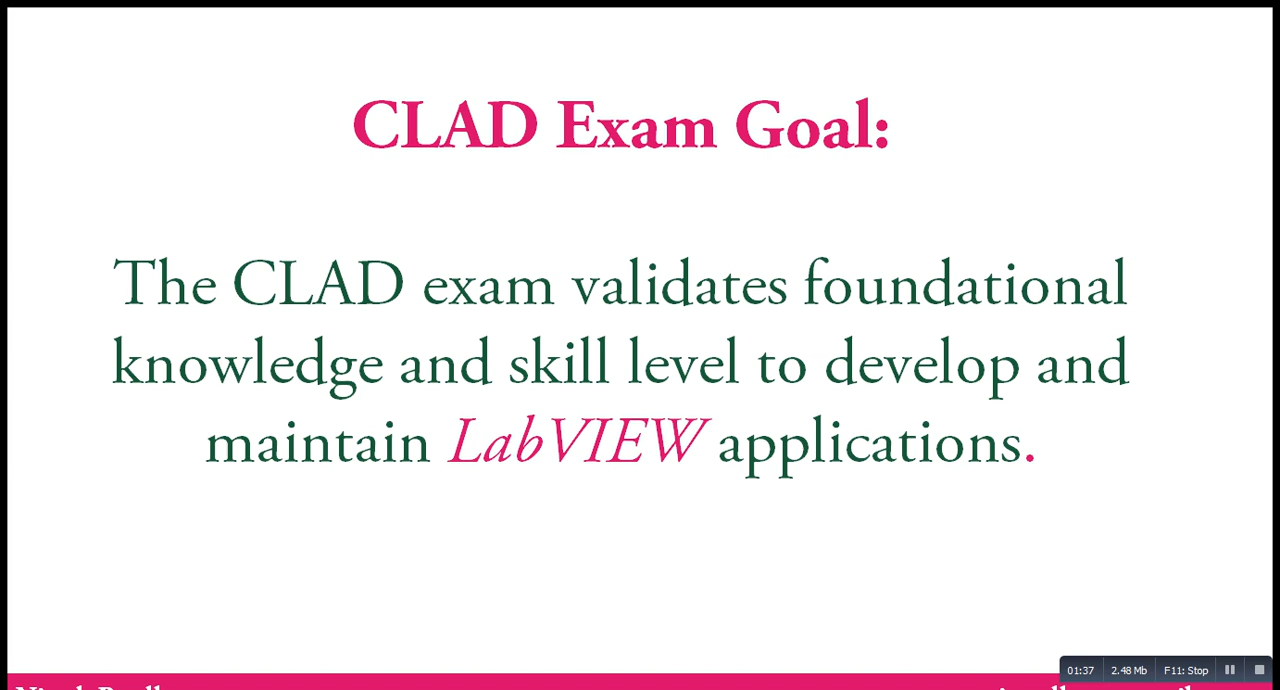 CLAD Exam Goal:
The CLAD exam validates foundational
knowledge and skill level to develop and
maintain LabVIEW applications.
01:37 2.48 Mb F11: Stop